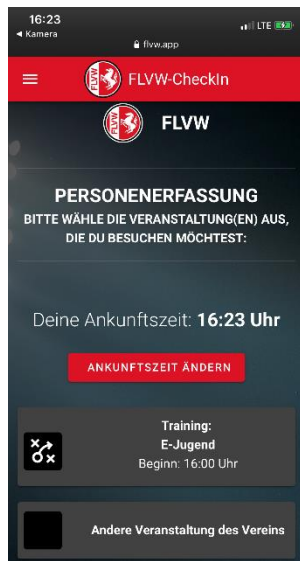 16:23
LTE
◀ Kamera
flvw.app
FLVW
FLVW-CheckIn
FLVW
FLVW
PERSONENERFASSUNG
BITTE WÄHLE DIE VERANSTALTUNG(EN) AUS,
DIE DU BESUCHEN MÖCHTEST:
Deine Ankunftszeit: 16:23 Uhr
ANKUNFTSZEIT ÄNDERN
Training:
E-Jugend
Beginn: 16:00 Uhr
Andere Veranstaltung des Vereins